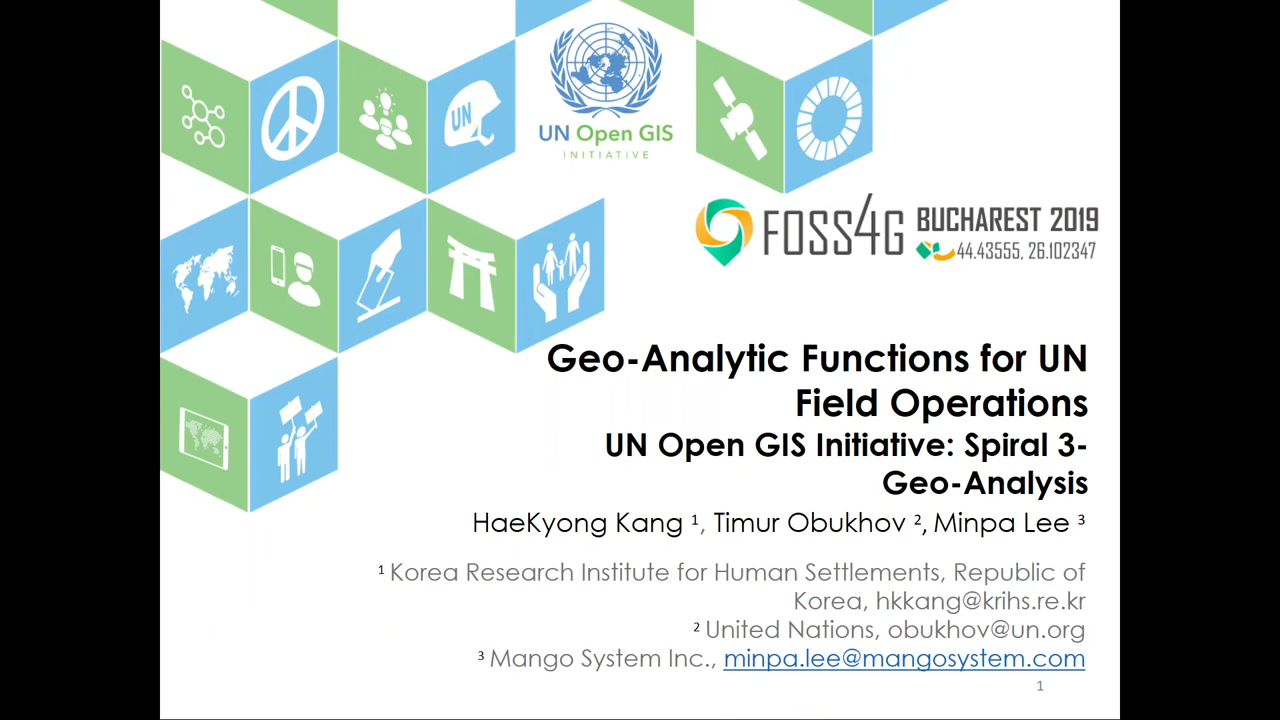 UN
UN Open GIS
INITIATIVE
FOSS4G BUCHAREST 2019
44.43555, 26.102347
Geo-Analytic Functions for UN
Field Operations
UN Open GIS Initiative: Spiral 3-
Geo-Analysis
HaeKyong Kang ¹, Timur Obukhov ², Minpa Lee ³
¹ Korea Research Institute for Human Settlements, Republic of
Korea, hkkang@krihs.re.kr
² United Nations, obukhov@un.org
³ Mango System Inc., minpa.lee@mangosystem.com
1